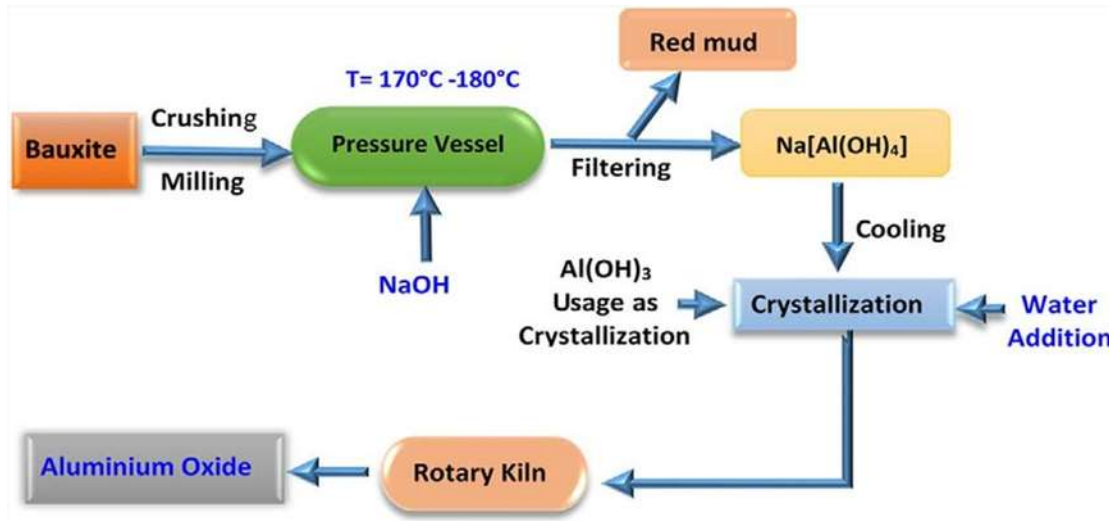 Red mud
T= 170°C -180°C
Crushing
Bauxite
Milling
Pressure Vessel
Filtering
Na[Al(OH)₄]
Cooling
NaOH
Al(OH)₃
Usage as
Crystallization
Crystallization
Water
Addition
Aluminium Oxide
Rotary Kiln